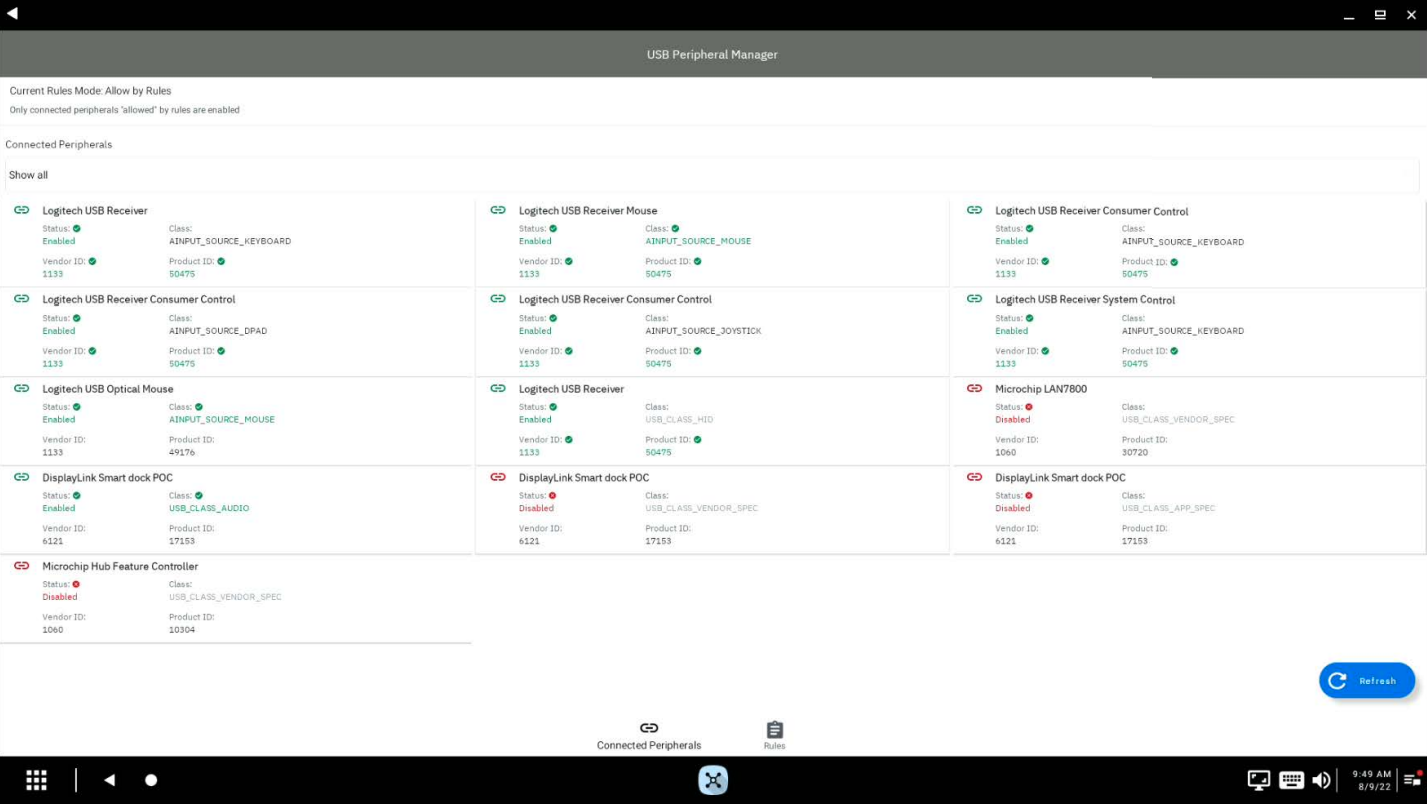 USB Peripheral Manager
Current Rules Mode: Allow by Rules
Only connected peripherals "allowed" by rules are enabled
Connected Peripherals
Show all
Logitech USB Receiver
Status:
Class:
Enabled
AINPUT_SOURCE_KEYBOARD
Vendor ID:
Product ID:
1133
50475
Logitech USB Receiver Mouse
Status:
Class:
Enabled
AINPUT_SOURCE_MOUSE
Vendor ID:
Product ID:
1133
50475
Logitech USB Receiver Consumer Control
Status:
Class:
Enabled
AINPUT_SOURCE_KEYBOARD
Vendor ID:
Product ID:
1133
50475
Logitech USB Receiver Consumer Control
Status:
Class:
Enabled
AINPUT_SOURCE_DPAD
Vendor ID:
Product ID:
1133
50475
Logitech USB Receiver Consumer Control
Status:
Class:
Enabled
AINPUT_SOURCE_JOYSTICK
Vendor ID:
Product ID:
1133
50475
Logitech USB Receiver System Control
Status:
Class:
Enabled
AINPUT_SOURCE_KEYBOARD
Vendor ID:
Product ID:
1133
50475
Logitech USB Optical Mouse
Status:
Class:
Enabled
AINPUT_SOURCE_MOUSE
Vendor ID:
Product ID:
1133
49176
Logitech USB Receiver
Status:
Class:
Enabled
USB_CLASS_HID
Vendor ID:
Product ID:
1133
50475
Microchip LAN7800
Status:
Class:
Disabled
USB_CLASS_VENDOR_SPEC
Vendor ID:
Product ID:
1060
30720
DisplayLink Smart dock POC
Status:
Class:
Enabled
USB_CLASS_AUDIO
Vendor ID:
Product ID:
6121
17153
DisplayLink Smart dock POC
Status:
Class:
Disabled
USB_CLASS_VENDOR_SPEC
Vendor ID:
Product ID:
6121
17153
DisplayLink Smart dock POC
Status:
Class:
Disabled
USB_CLASS_APP_SPEC
Vendor ID:
Product ID:
6121
17153
Microchip Hub Feature Controller
Status:
Class:
Disabled
USB_CLASS_VENDOR_SPEC
Vendor ID:
Product ID:
1060
10304
Refresh
Connected Peripherals
Rules
9:49 AM
8/9/22